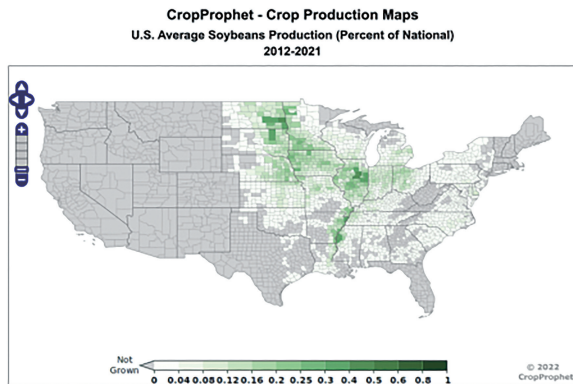 CropProphet - Crop Production Maps
U.S. Average Soybeans Production (Percent of National)
2012-2021
Not
Grown
0 0.04 0.08 0.12 0.16 0.2 0.25 0.3 0.4 0.5 0.6 0.8 1
© 2022
CropProphet